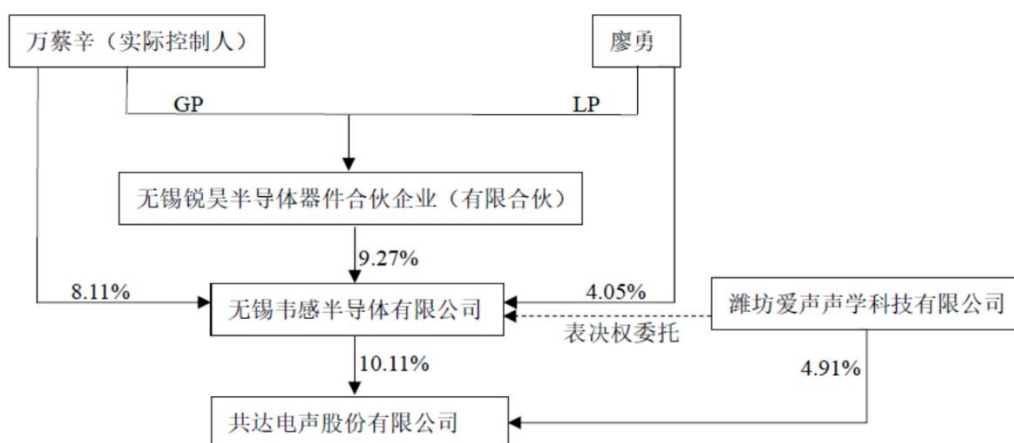 万蔡辛（实际控制人）
廖勇
GP
LP
无锡锐昊半导体器件合伙企业（有限合伙）
9.27%
8.11%
4.05%
无锡韦感半导体有限公司
潍坊爱声声学科技有限公司
表决权委托
10.11%
4.91%
共达电声股份有限公司